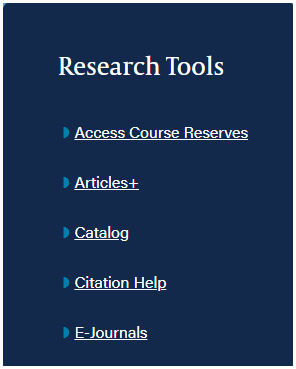 Research Tools
Access Course Reserves
Articles+
Catalog
Citation Help
E-Journals